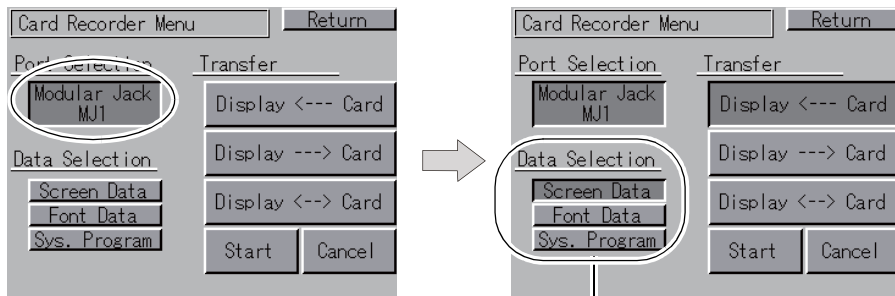 Card Recorder Menu
Return
Port Selection
Transfer
Modular Jack
MJ1
Display <--- Card
Data Selection
Display ---> Card
Screen Data
Display <--> Card
Font Data
Sys. Program
Start
Cancel
Card Recorder Menu
Return
Port Selection
Transfer
Modular Jack
MJ1
Display <--- Card
Data Selection
Display ---> Card
Screen Data
Display <--> Card
Font Data
Sys. Program
Start
Cancel